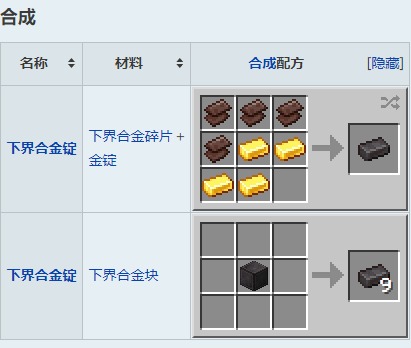 合成
名称 材料 合成配方 [隐藏]
下界合金锭 下界合金碎片 +
金锭
下界合金锭 下界合金块
9